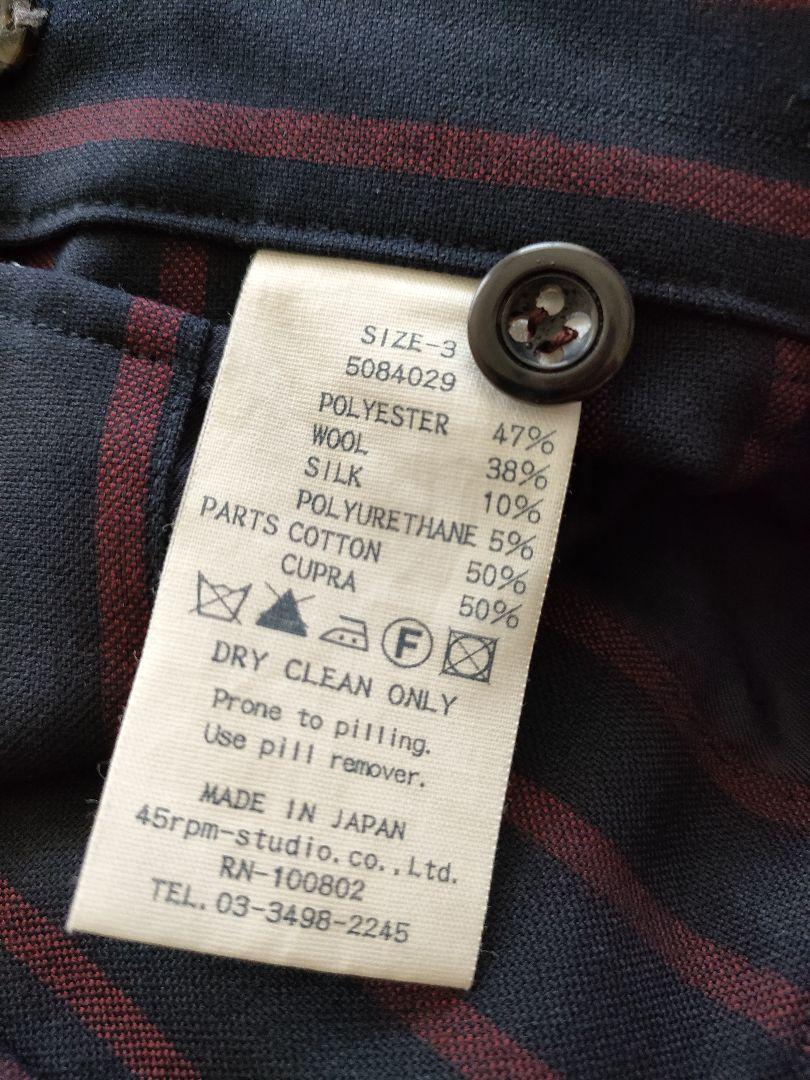 SIZE-3
5084029
POLYESTER 47%
WOOL 38%
SILK 10%
POLYURETHANE 5%
PARTS COTTON 50%
CUPRA 50%
F
DRY CLEAN ONLY
Prone to pilling.
Use pill remover.
MADE IN JAPAN
45rpm-studio.co.,Ltd.
RN-100802
TEL. 03-3498-2245